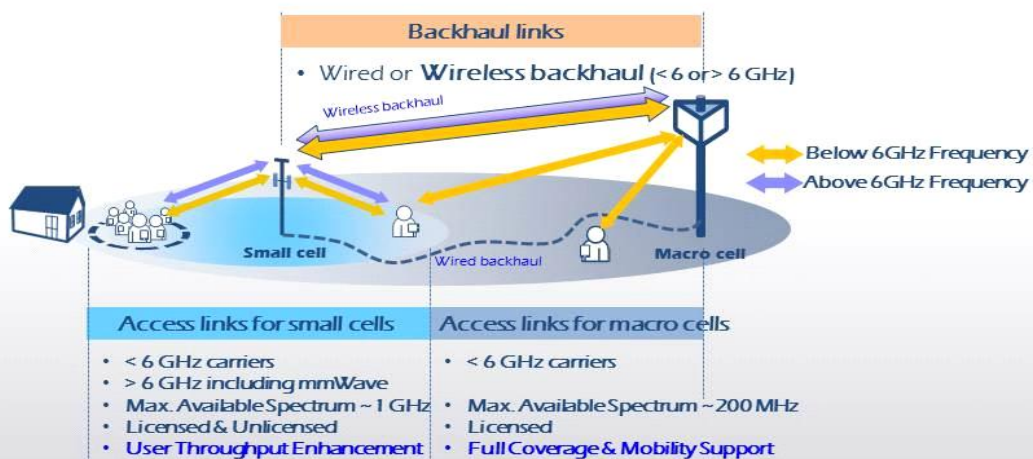 Backhaul links
• Wired or Wireless backhaul (< 6 or > 6 GHz)
Wireless backhaul
Below 6GHz Frequency
Above 6GHz Frequency
Small cell
Macro cell
Wired backhaul
Access links for small cells
• < 6 GHz carriers
• > 6 GHz including mmWave
• Max. Available Spectrum ~ 1 GHz
• Licensed & Unlicensed
• User Throughput Enhancement
Access links for macro cells
• < 6 GHz carriers
• Max. Available Spectrum ~200 MHz
• Licensed
• Full Coverage & Mobility Support